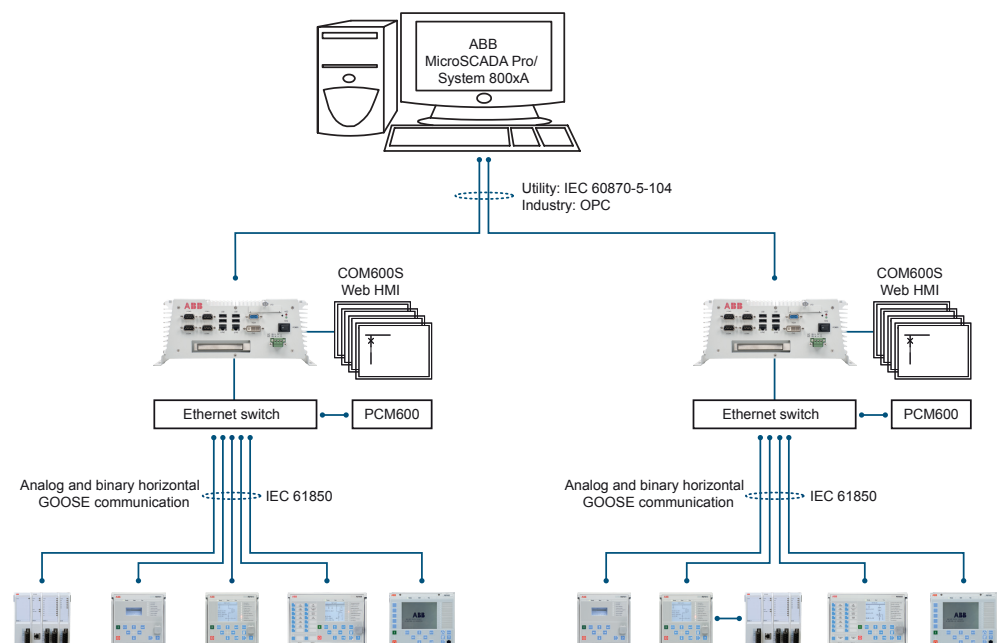 ABB
MicroSCADA Pro/
System 800xA
Utility: IEC 60870-5-104
Industry: OPC
COM600S
Web HMI
COM600S
Web HMI
ABB
ABB
Ethernet switch
PCM600
Ethernet switch
PCM600
Analog and binary horizontal
GOOSE communication
IEC 61850
Analog and binary horizontal
GOOSE communication
IEC 61850
ABB
ABB